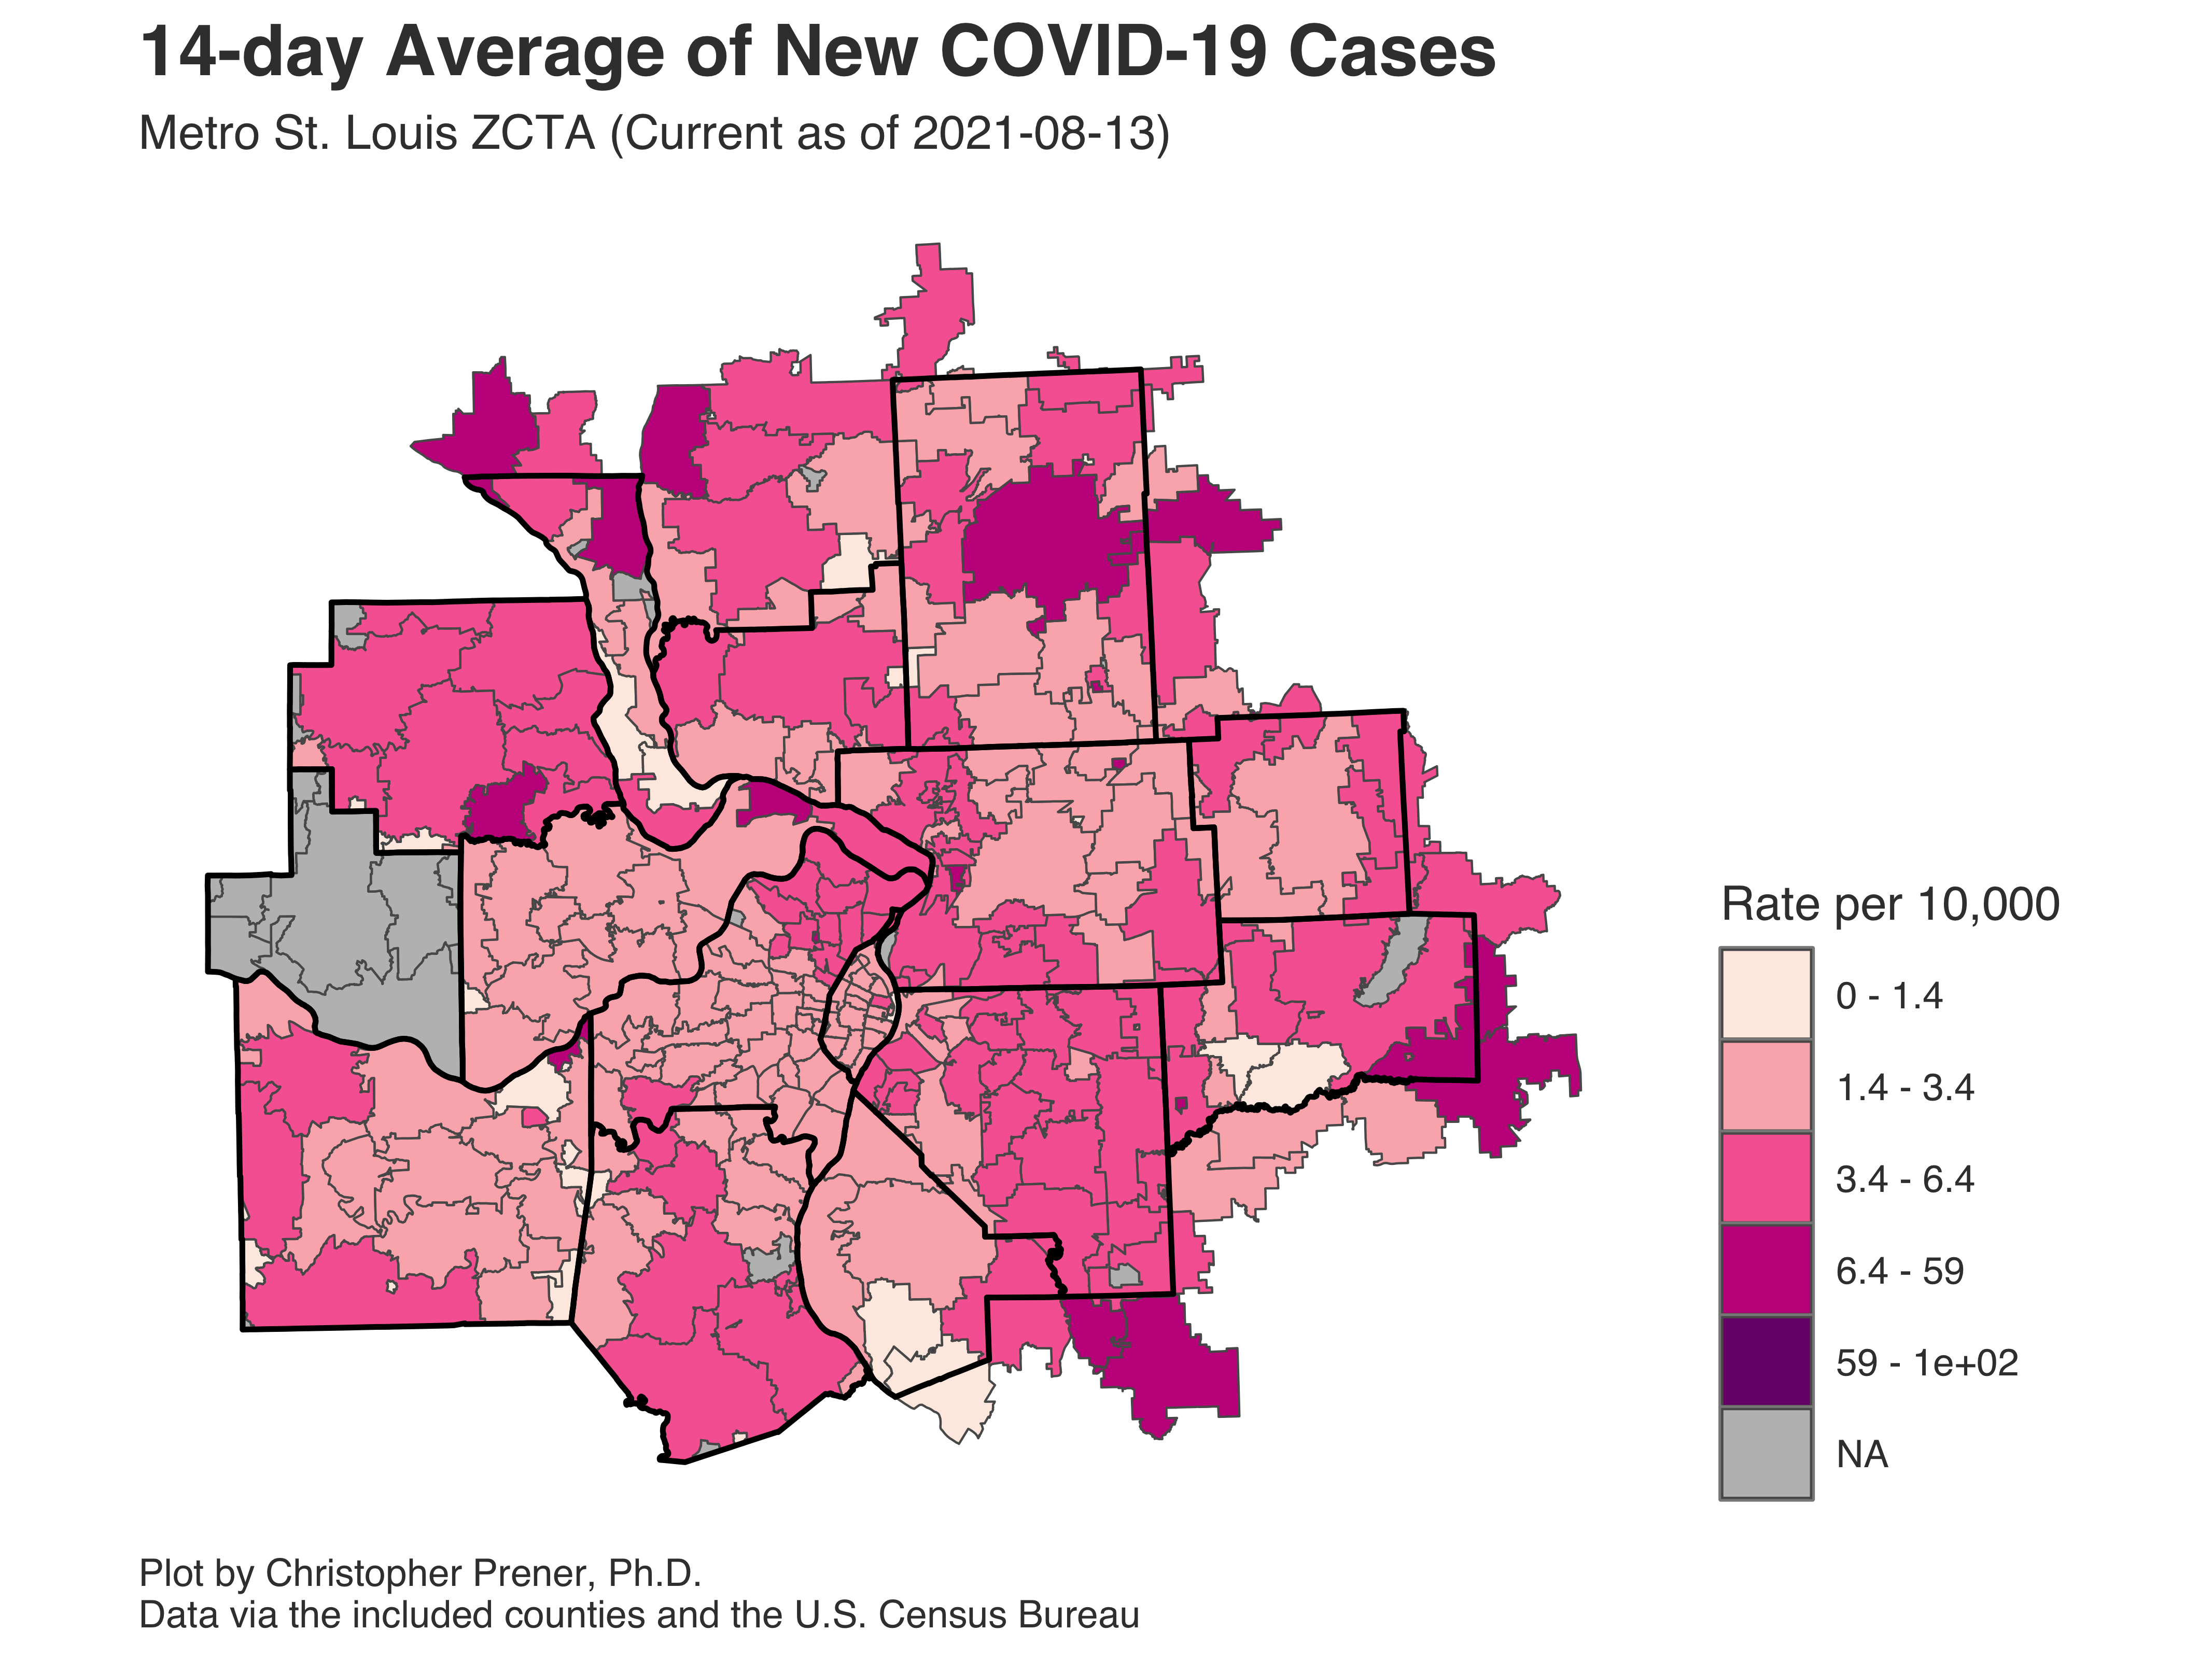 14-day Average of New COVID-19 Cases
Metro St. Louis ZCTA (Current as of 2021-08-13)
Rate per 10,000
0 - 1.4
1.4 - 3.4
3.4 - 6.4
6.4 - 59
59 - 1e+02
NA
Plot by Christopher Prener, Ph.D.
Data via the included counties and the U.S. Census Bureau